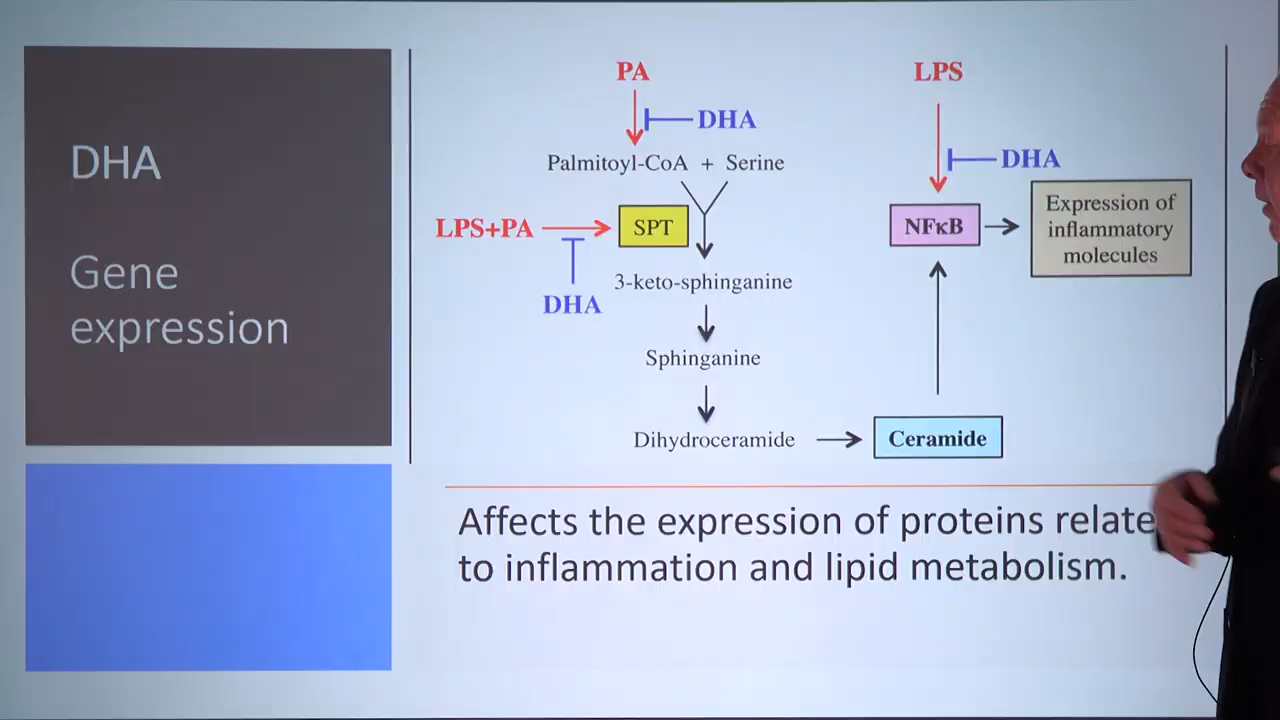 DHA
Gene
expression
PA
DHA
Palmitoyl-CoA + Serine
LPS+PA
SPT
DHA
3-keto-sphinganine
Sphinganine
Dihydroceramide
Ceramide
LPS
DHA
NFκB
Expression of
inflammatory
molecules
Affects the expression of proteins relate
to inflammation and lipid metabolism.